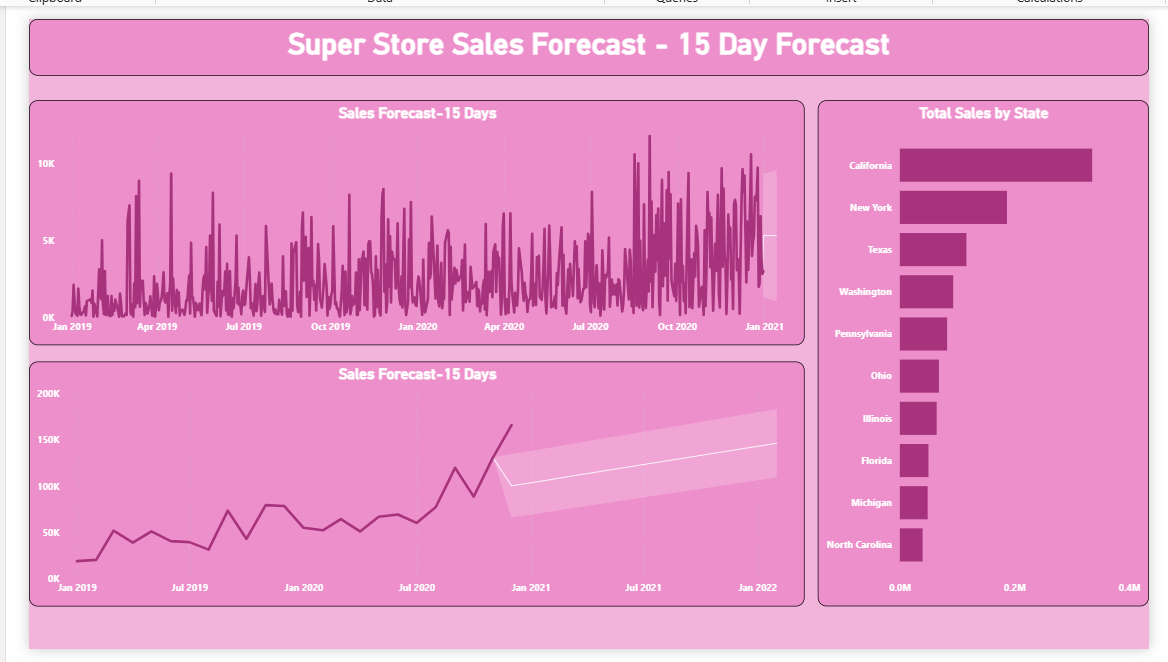 Clipboard Data Queries Insert Calculations
Super Store Sales Forecast - 15 Day Forecast
Sales Forecast-15 Days
10K
5K
0K
Jan 2019 Apr 2019 Jul 2019 Oct 2019 Jan 2020 Apr 2020 Jul 2020 Oct 2020 Jan 2021
Sales Forecast-15 Days
200K
150K
100K
50K
0K
Jan 2019 Jul 2019 Jan 2020 Jul 2020 Jan 2021 Jul 2021 Jan 2022
Total Sales by State
California
New York
Texas
Washington
Pennsylvania
Ohio
Illinois
Florida
Michigan
North Carolina
0.0M 0.2M 0.4M